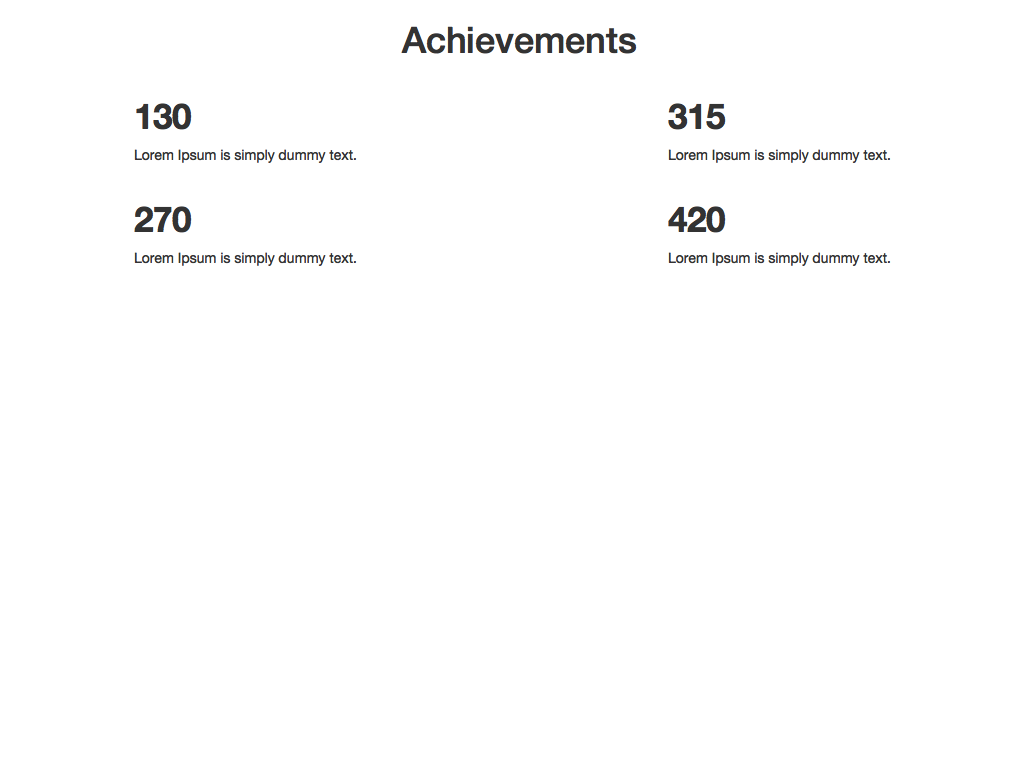 Achievements
130
Lorem Ipsum is simply dummy text.
315
Lorem Ipsum is simply dummy text.
270
Lorem Ipsum is simply dummy text.
420
Lorem Ipsum is simply dummy text.